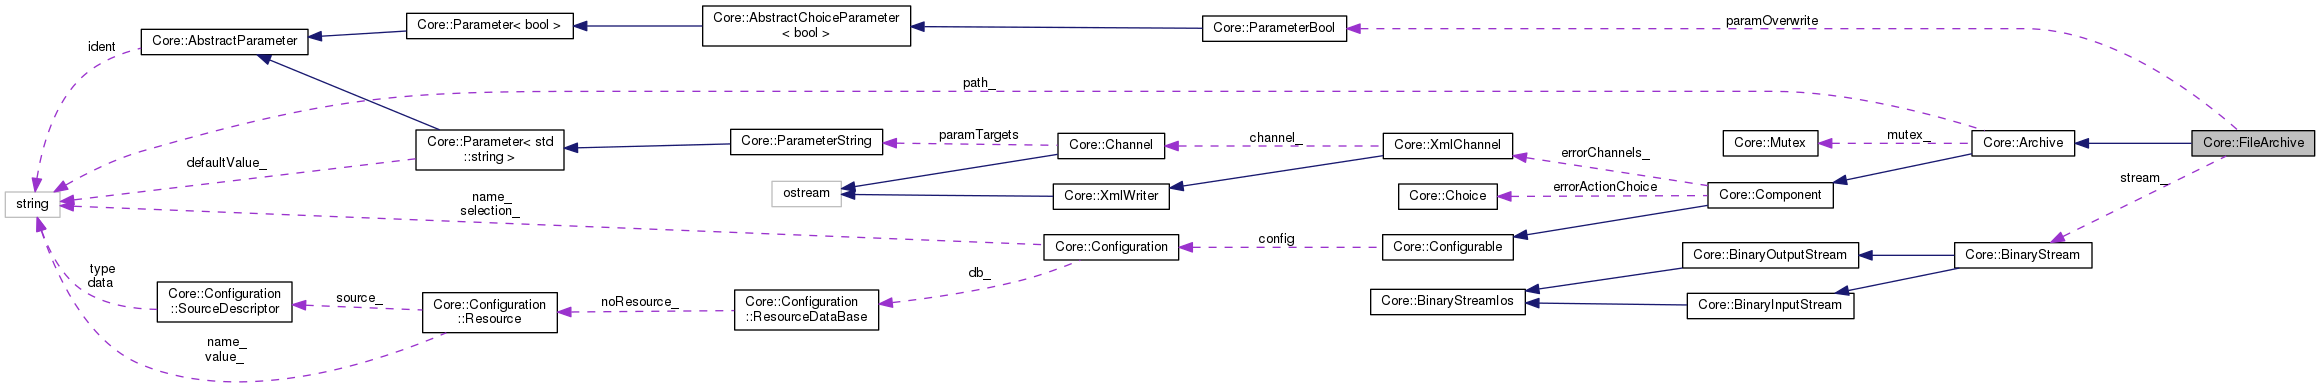 Core::AbstractParameter
Core::Parameter< bool >
Core::AbstractChoiceParameter
< bool >
Core::ParameterBool
paramOverwrite
ident
path_
Core::Parameter< std
::string >
Core::ParameterString
paramTargets
Core::Channel
channel_
Core::XmlChannel
errorChannels_
Core::Mutex
mutex_
Core::Archive
Core::FileArchive
defaultValue_
string
name_
selection_
ostream
Core::XmlWriter
Core::Choice
errorActionChoice
Core::Component
stream_
Core::Configuration
config
Core::Configurable
Core::BinaryOutputStream
Core::BinaryStream
type
data
Core::Configuration
::SourceDescriptor
source_
Core::Configuration
::Resource
noResource_
Core::Configuration
::ResourceDataBase
db_
Core::BinaryStreamIos
Core::BinaryInputStream
name_
value_